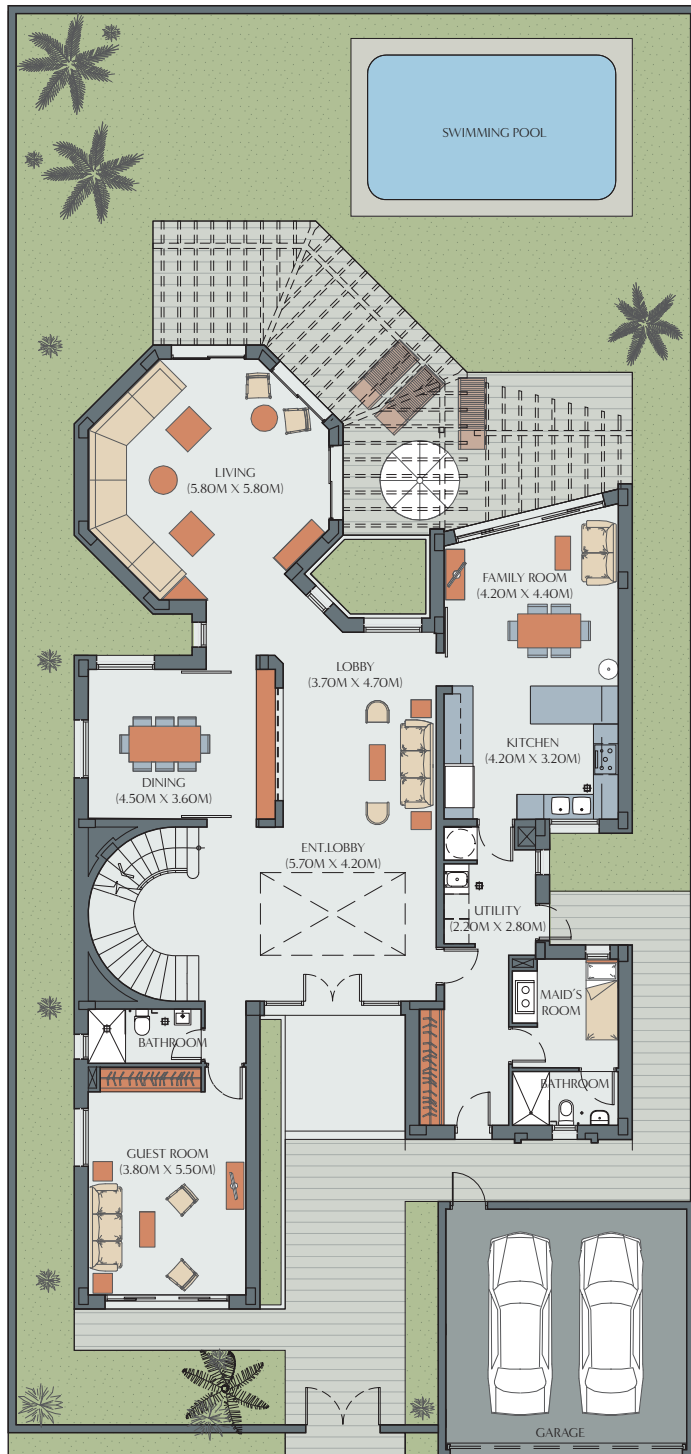 SWIMMING POOL
LIVING
(5.80M X 5.80M)
FAMILY ROOM
(4.20M X 4.40M)
LOBBY
(3.70M X 4.70M)
KITCHEN
(4.20M X 3.20M)
DINING
(4.50M X 3.60M)
ENT.LOBBY
(5.70M X 4.20M)
UTILITY
(2.20M X 2.80M)
MAID'S
ROOM
BATHROOM
BATHROOM
GUEST ROOM
(3.80M X 5.50M)
GARAGE